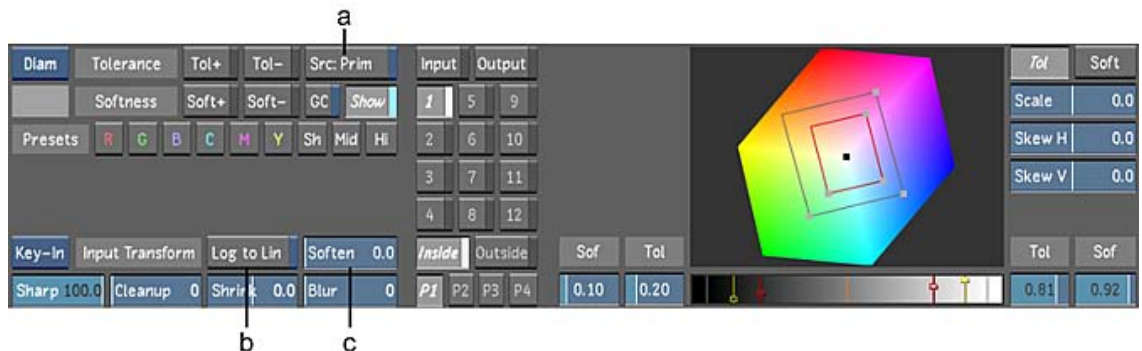 a
Diam Tolerance Tol+ Tol- Src: Prim Input Output Tol Soft
Softness Soft+ Soft- GC Show 1 5 9 Scale 0.0
Presets R G B C M Y Sh Mid Hi 2 6 10 Skew H 0.0
3 7 11 Skew V 0.0
4 8 12
Key-In Input Transform Log to Lin Soften 0.0 Inside Outside Sof Tol Tol Sof
Sharp 100.0 Cleanup 0 Shrink 0.0 Blur 0 P1 P2 P3 P4 0.10 0.20 0.81 0.92
b c